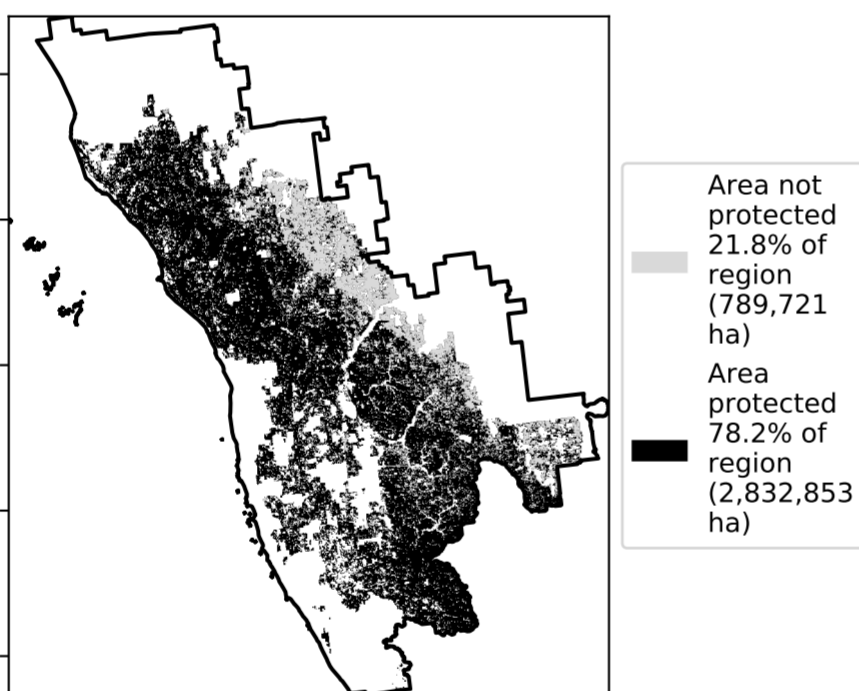 Area not
protected
21.8% of
region
(789,721
ha)
Area
protected
78.2% of
region
(2,832,853
ha)